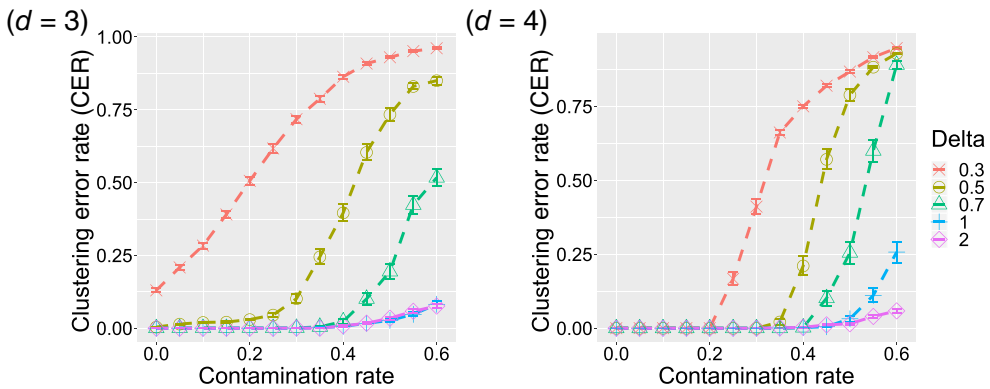 (d = 3)
Clustering error rate (CER)
1.00
0.75
0.50
0.25
0.00
0.0 0.2 0.4 0.6
Contamination rate
(d = 4)
Clustering error rate (CER)
0.75
0.50
0.25
0.00
0.0 0.2 0.4 0.6
Contamination rate
Delta
0.3
0.5
0.7
1
2